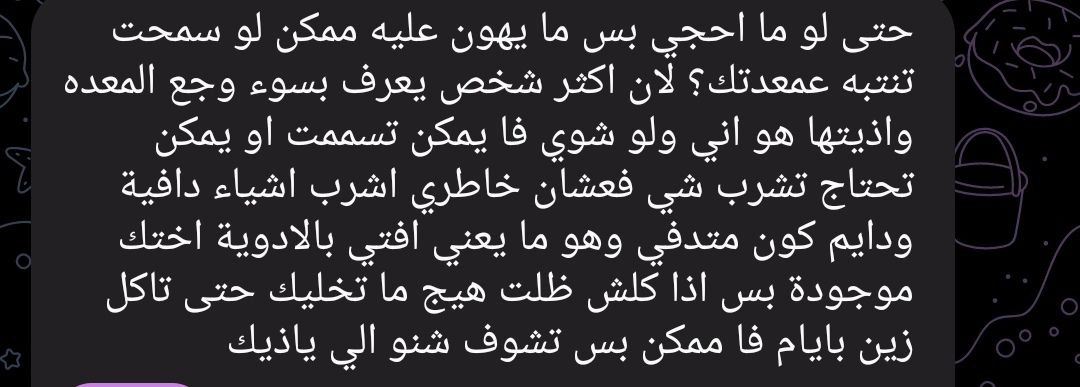 حتى لو ما احجي بس ما يهون عليه ممكن لو سمحت
تنتبه عمعدتك؟ لان اكثر شخص يعرف بسوء وجع المعده
واذيتها هو اني ولو شوي فا يمكن تسممت او يمكن
تحتاج تشرب شي فعشان خاطري اشرب اشياء دافية
ودايم كون متدفي وهو ما يعني افتي بالادوية اختك
موجودة بس اذا كلش ظلت هيج ما تخليك حتى تاكل
زين بايام فا ممكن بس تشوف شنو الي ياذيك